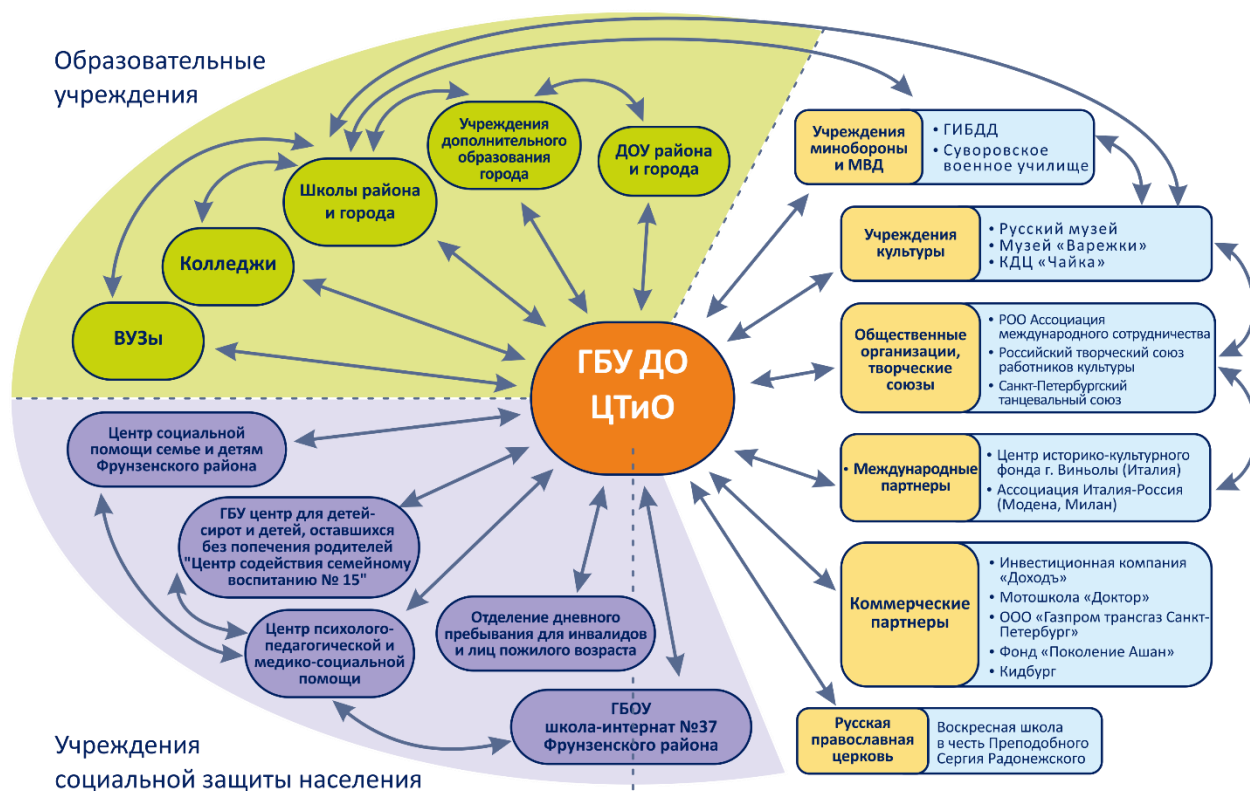 Образовательные
учреждения
Учреждения
дополнительного
образования
города
ДОУ района
и города
Школы района
и города
Колледжи
ВУЗы
ГБУ ДО
ЦТиО
Учреждения
минобороны
и МВД
• ГИБДД
• Суворовское
военное училище
Учреждения
культуры
• Русский музей
• Музей «Варежки»
• КДЦ «Чайка»
Общественные
организации,
творческие
союзы
• РОО Ассоциация
международного сотрудничества
• Российский творческий союз
работников культуры
• Санкт-Петербургский
танцевальный союз
• Международные
партнеры
• Центр историко-культурного
фонда г. Виньолы (Италия)
• Ассоциация Италия-Россия
(Модена, Милан)
Коммерческие
партнеры
• Инвестиционная компания
«Доходъ»
• Мотошкола «Доктор»
• ООО «Газпром трансгаз Санкт-
Петербург»
• Фонд «Поколение Ашан»
• Кидбург
Русская
православная
церковь
Воскресная школа
в честь Преподобного
Сергия Радонежского
Центр социальной
помощи семье и детям
Фрунзенского района
ГБУ центр для детей-
сирот и детей, оставшихся
без попечения родителей
"Центр содействия семейному
воспитанию № 15"
Центр психолого-
педагогической и
медико-социальной
помощи
Отделение дневного
пребывания для инвалидов
и лиц пожилого возраста
ГБОУ
школа-интернат №37
Фрунзенского района
Учреждения
социальной защиты населения